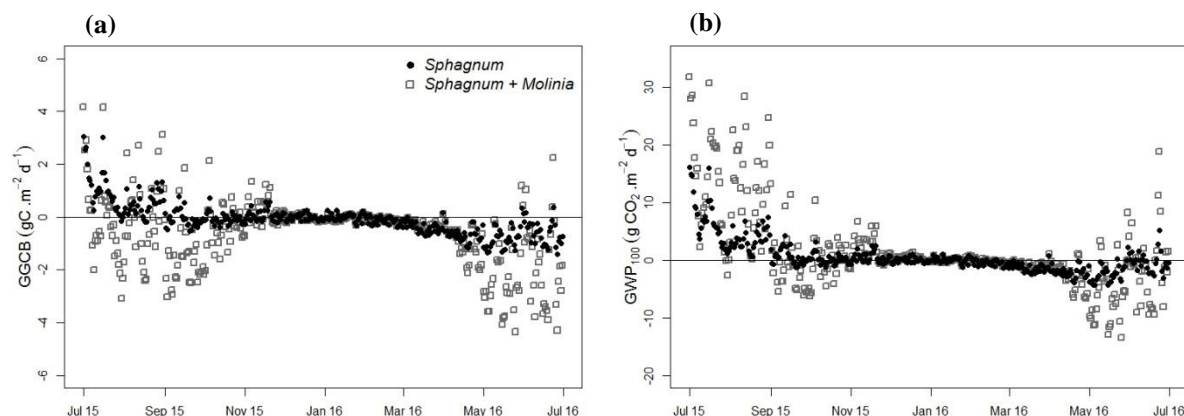 (a)
GGCB (gC .m⁻² d⁻¹)
6
4
2
0
-2
-4
-6
Sphagnum
Sphagnum + Molinia
Jul 15 Sep 15 Nov 15 Jan 16 Mar 16 May 16 Jul 16
(b)
GWP₁₀₀ (g CO₂ .m⁻² d⁻¹)
30
20
10
0
-10
-20
Jul 15 Sep 15 Nov 15 Jan 16 Mar 16 May 16 Jul 16